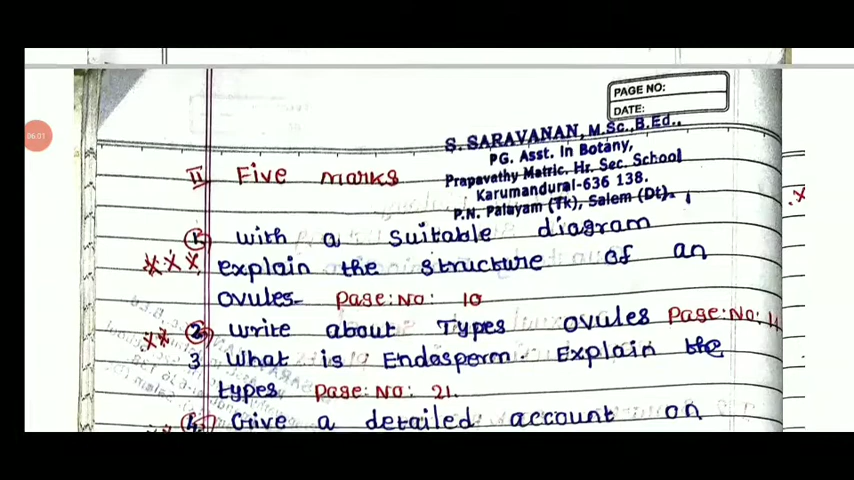 06:01
PAGE NO:
DATE:
S. SARAVANAN, M.Sc.,B.Ed.,
PG. Asst. in Botany,
Prapavathy Matric. Hr. Sec. School
Karumandurai-636 138.
P.N. Palayam (Tk), Salem (Dt).
II Five marks
1. With a suitable diagram
explain the structure of an
ovules. Page:No: 10
2. Write about Types ovules Page:No: 11
3 What is Endosperm. Explain the
types Page:No: 21.
4. Give a detailed account on